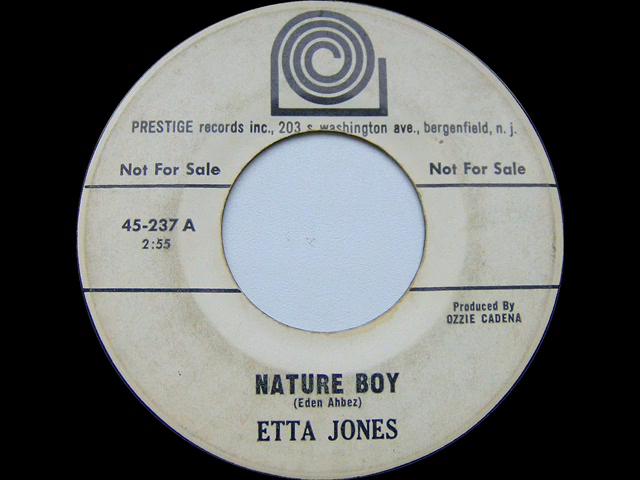 PRESTIGE records inc., 203 s. washington ave., bergenfield, n. j.
Not For Sale Not For Sale
45-237 A
2:55
Produced By
OZZIE CADENA
NATURE BOY
(Eden Ahbez)
ETTA JONES